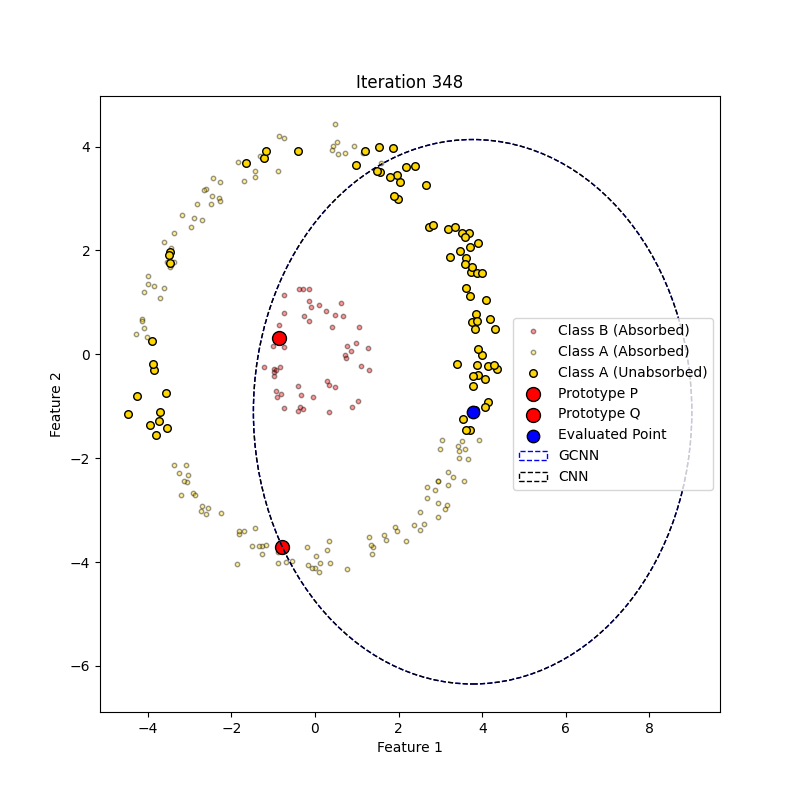 Iteration 348
4
2
0
−2
−4
−6
Feature 2
Class B (Absorbed)
Class A (Absorbed)
Class A (Unabsorbed)
Prototype P
Prototype Q
Evaluated Point
GCNN
CNN
−4 −2 0 2 4 6 8
Feature 1